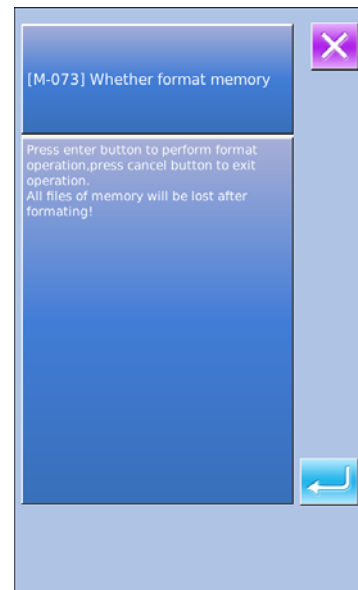 [M-073] Whether format memory
Press enter button to perform format
operation,press cancel button to exit
operation.
All files of memory will be lost after
formating!